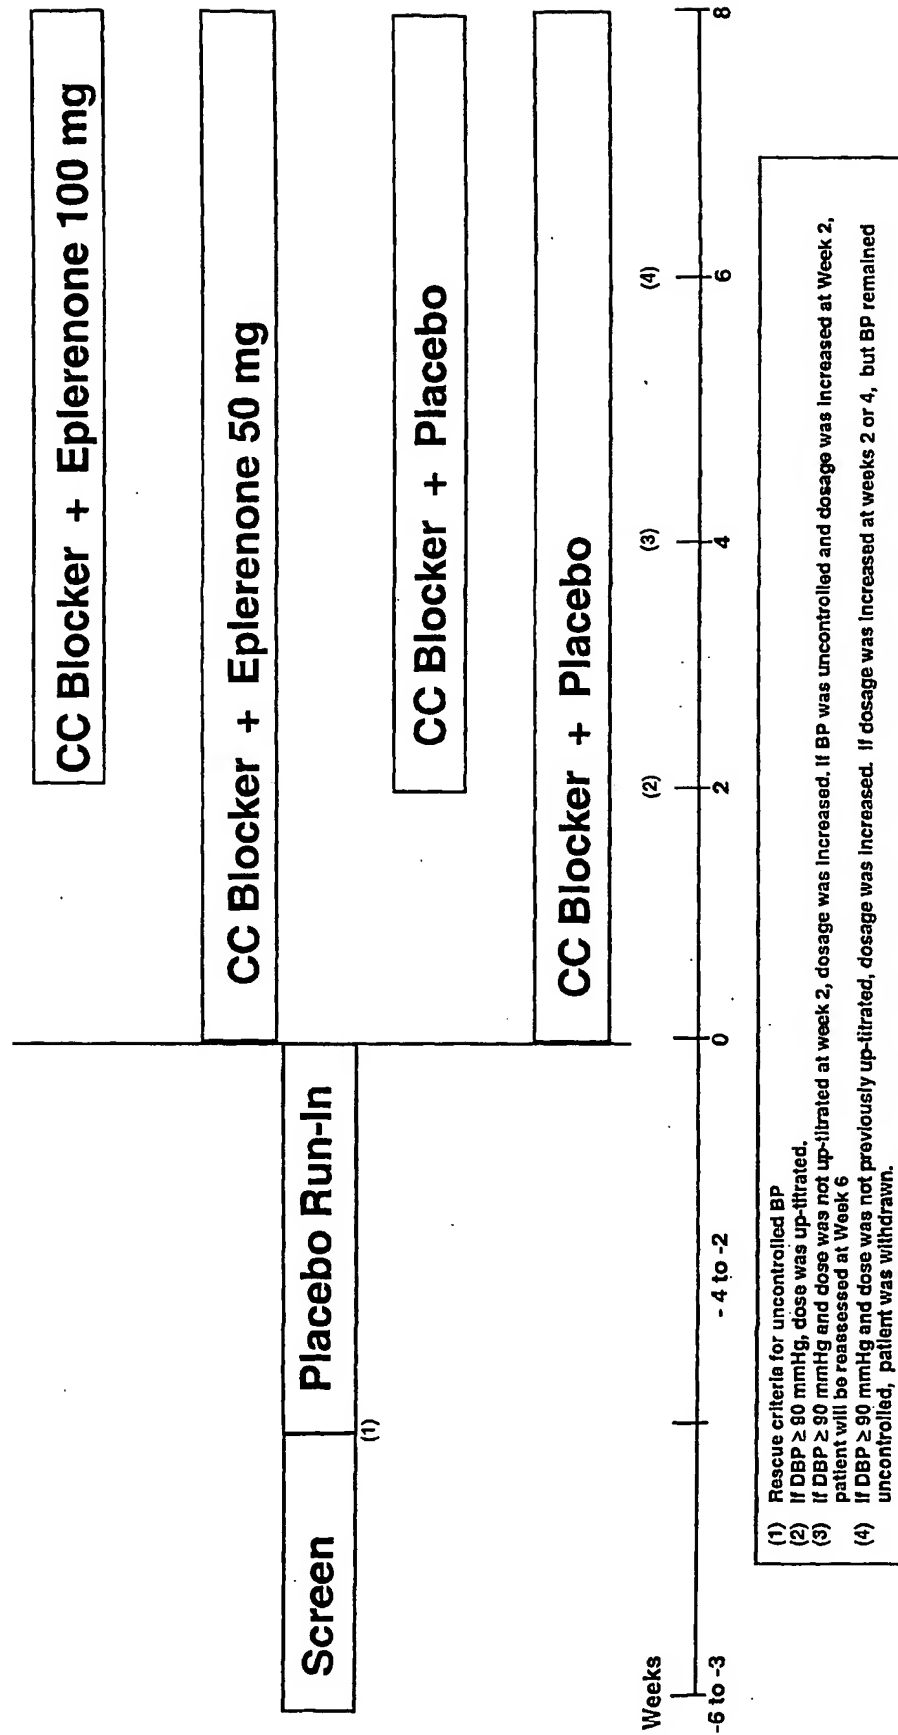 CC Blocker + Eplerenone 100 mg
CC Blocker + Eplerenone 50 mg
Screen
Placebo Run-In
(1)
CC Blocker + Placebo
CC Blocker + Placebo
Weeks
(2)
(3)
(4)
-6 to -3
- 4 to -2
0
2
4
6
8
(1) Rescue criteria for uncontrolled BP
(2) If DBP ≥ 90 mmHg, dose was up-titrated.
(3) If DBP ≥ 90 mmHg and dose was not up-titrated at week 2, dosage was increased. If BP was uncontrolled and dosage was increased at Week 2,
patient will be reassessed at Week 6
(4) If DBP ≥ 90 mmHg and dose was not previously up-titrated, dosage was increased. If dosage was increased at weeks 2 or 4, but BP remained
uncontrolled, patient was withdrawn.